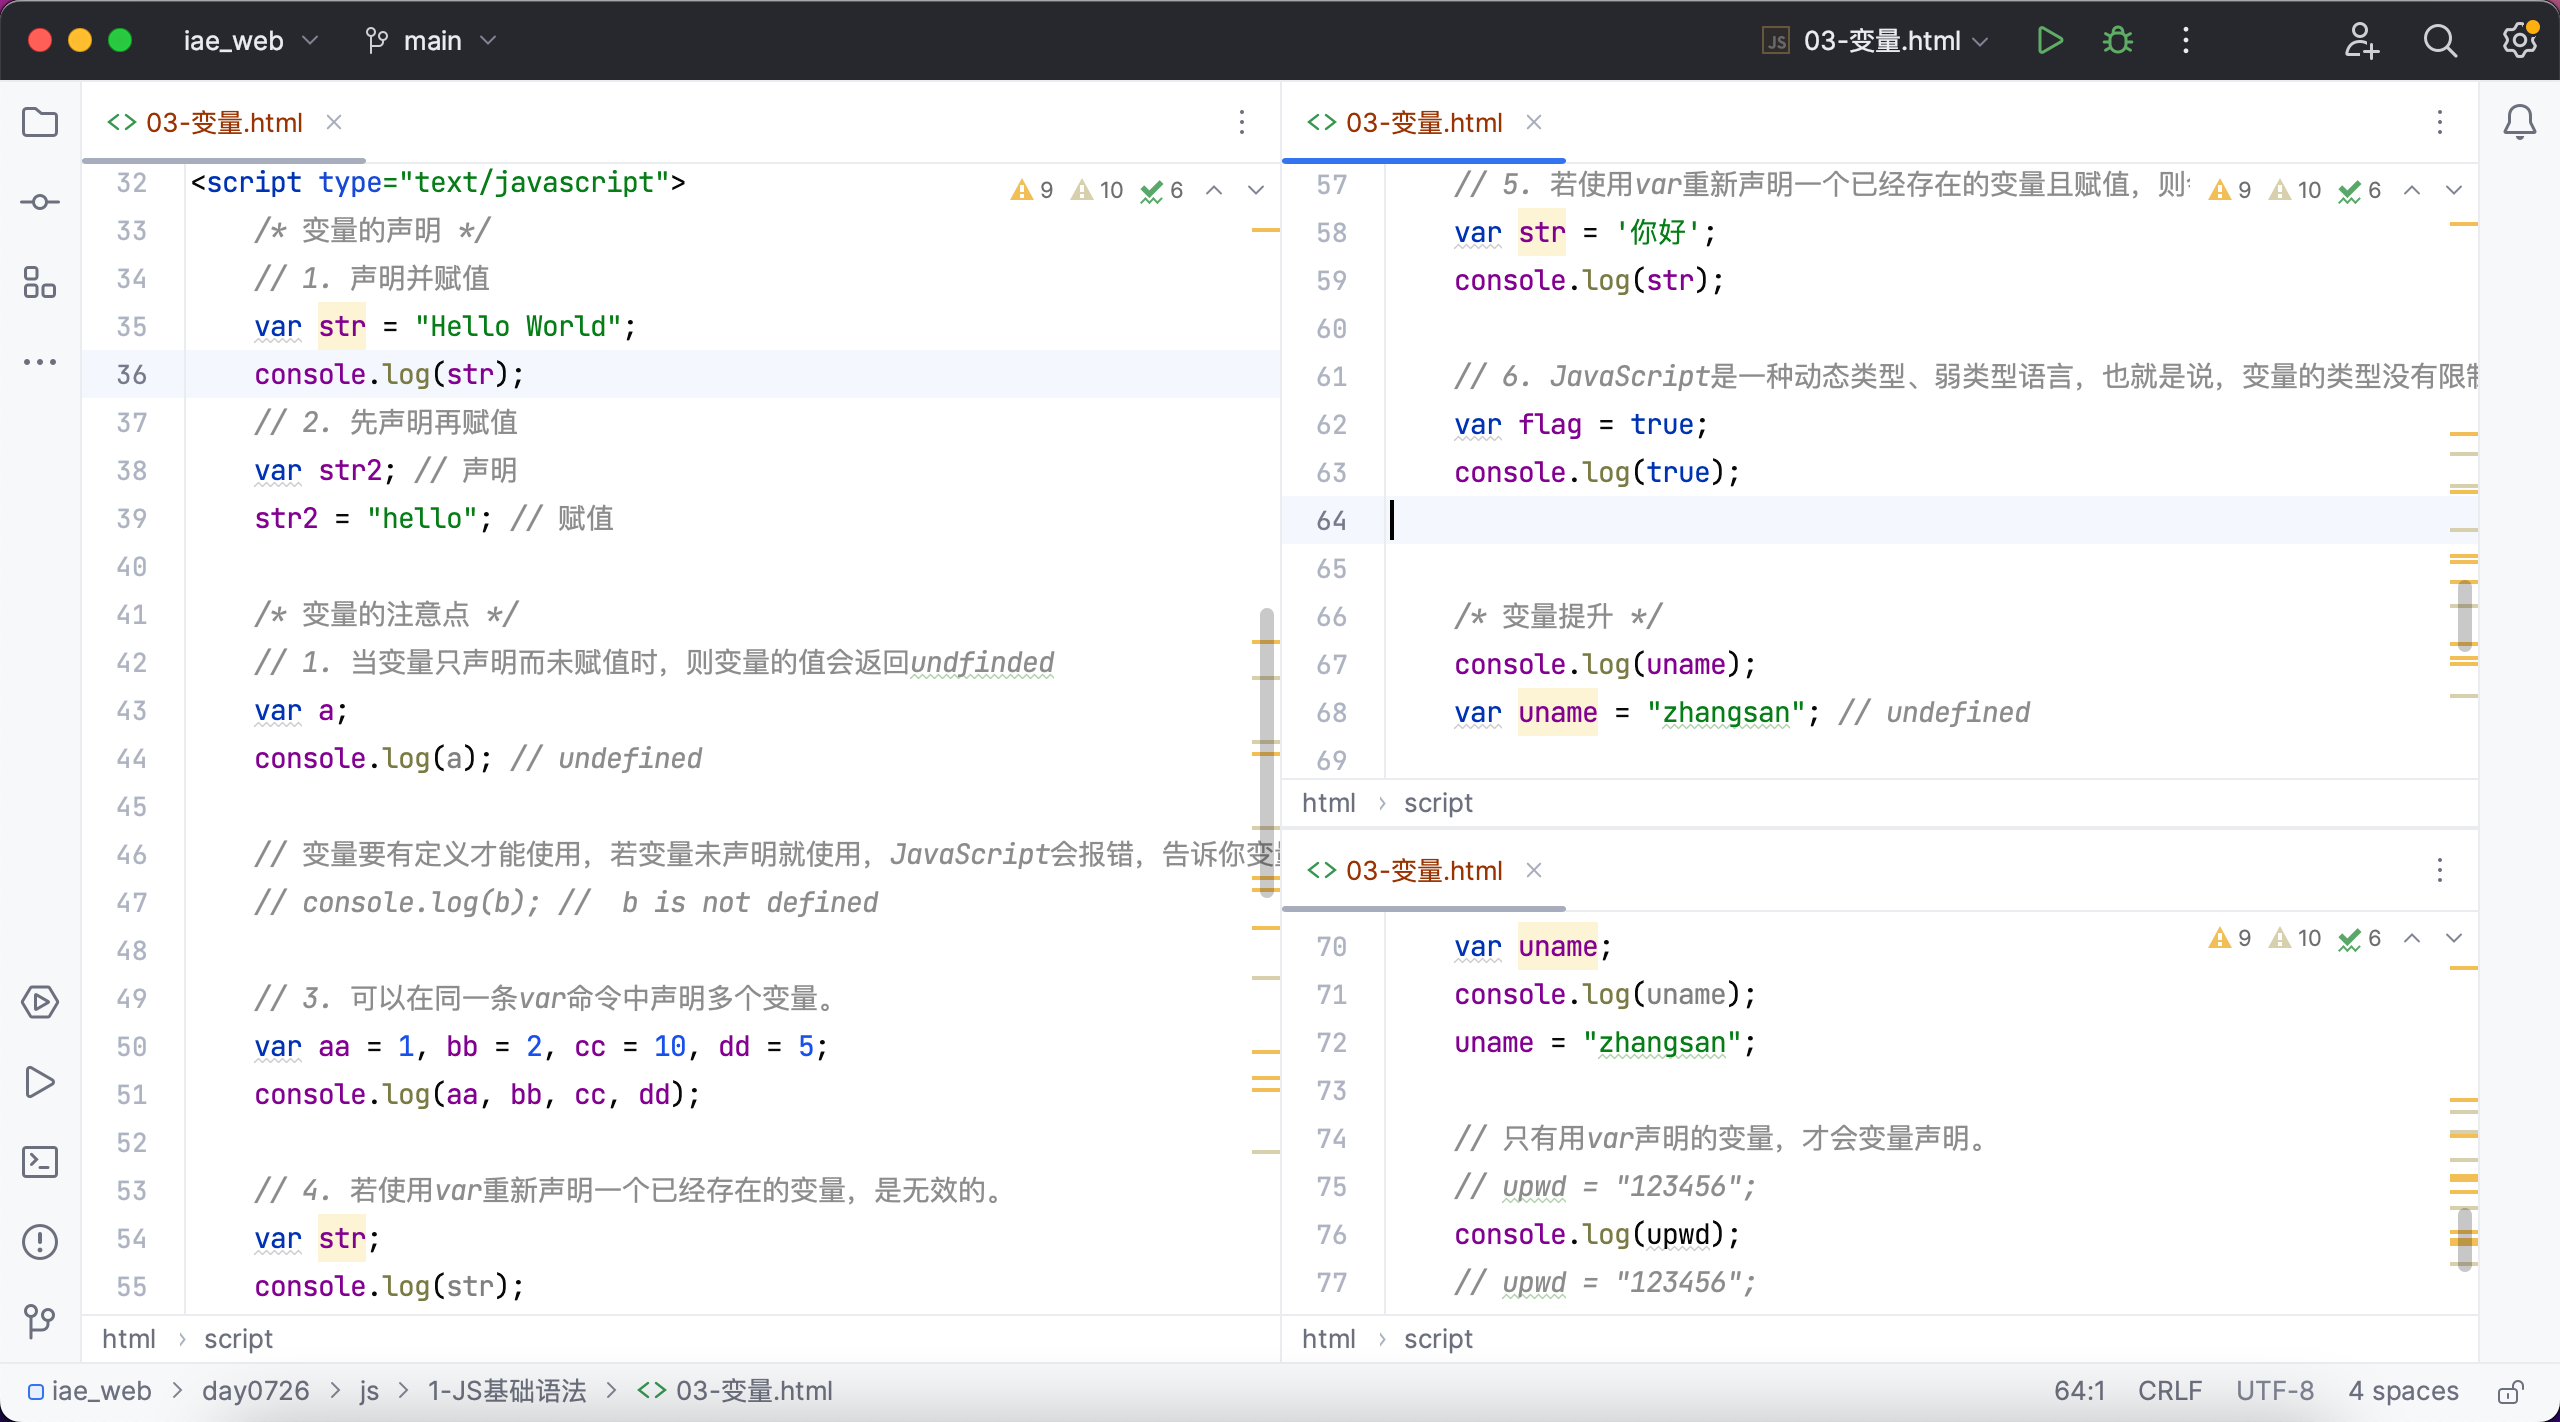 iae_web main 03-变量.html
03-变量.html
32 <script type="text/javascript"> 9 10 6
33 /* 变量的声明 */
34 // 1. 声明并赋值
35 var str = "Hello World";
36 console.log(str);
37 // 2. 先声明再赋值
38 var str2; // 声明
39 str2 = "hello"; // 赋值
40
41 /* 变量的注意点 */
42 // 1. 当变量只声明而未赋值时，则变量的值会返回undfinded
43 var a;
44 console.log(a); // undefined
45
46 // 变量要有定义才能使用，若变量未声明就使用，JavaScript会报错，告诉你变
47 // console.log(b); //  b is not defined
48
49 // 3. 可以在同一条var命令中声明多个变量。
50 var aa = 1, bb = 2, cc = 10, dd = 5;
51 console.log(aa, bb, cc, dd);
52
53 // 4. 若使用var重新声明一个已经存在的变量，是无效的。
54 var str;
55 console.log(str);
html › script
03-变量.html
57 // 5. 若使用var重新声明一个已经存在的变量且赋值，则 9 10 6
58 var str = '你好';
59 console.log(str);
60
61 // 6. JavaScript是一种动态类型、弱类型语言，也就是说，变量的类型没有限
62 var flag = true;
63 console.log(true);
64
65
66 /* 变量提升 */
67 console.log(uname);
68 var uname = "zhangsan"; // undefined
69
html › script
03-变量.html
70 var uname; 9 10 6
71 console.log(uname);
72 uname = "zhangsan";
73
74 // 只有用var声明的变量，才会变量声明。
75 // upwd = "123456";
76 console.log(upwd);
77 // upwd = "123456";
html › script
iae_web › day0726 › js › 1-JS基础语法 › 03-变量.html 64:1 CRLF UTF-8 4 spaces